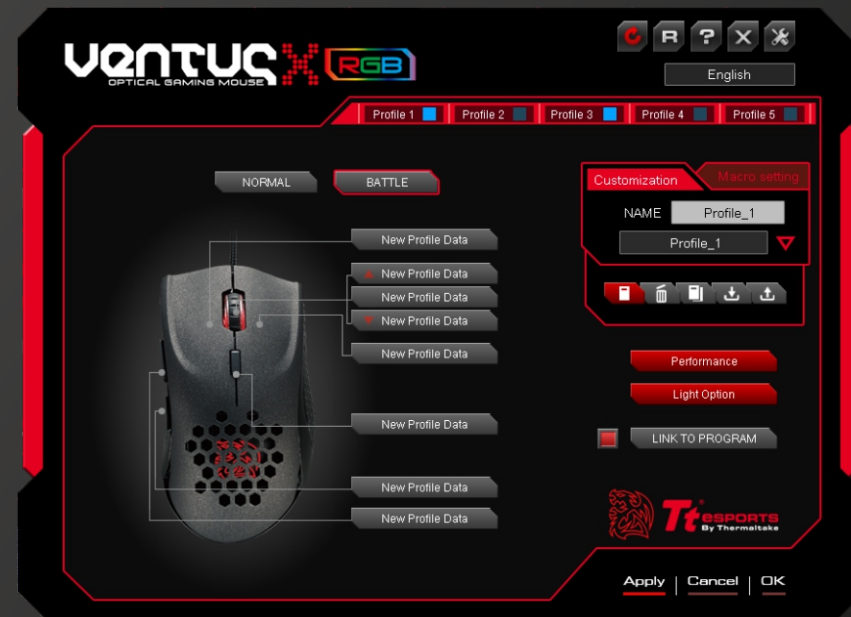 VENTUS X RGB
OPTICAL GAMING MOUSE
R ? X
English
Profile 1 Profile 2 Profile 3 Profile 4 Profile 5
NORMAL BATTLE
Customization Macro setting
NAME Profile_1
Profile_1
New Profile Data
New Profile Data
New Profile Data
New Profile Data
New Profile Data
New Profile Data
New Profile Data
New Profile Data
Performance
Light Option
LINK TO PROGRAM
Tt eSPORTS
By Thermaltake
Apply | Cancel | OK